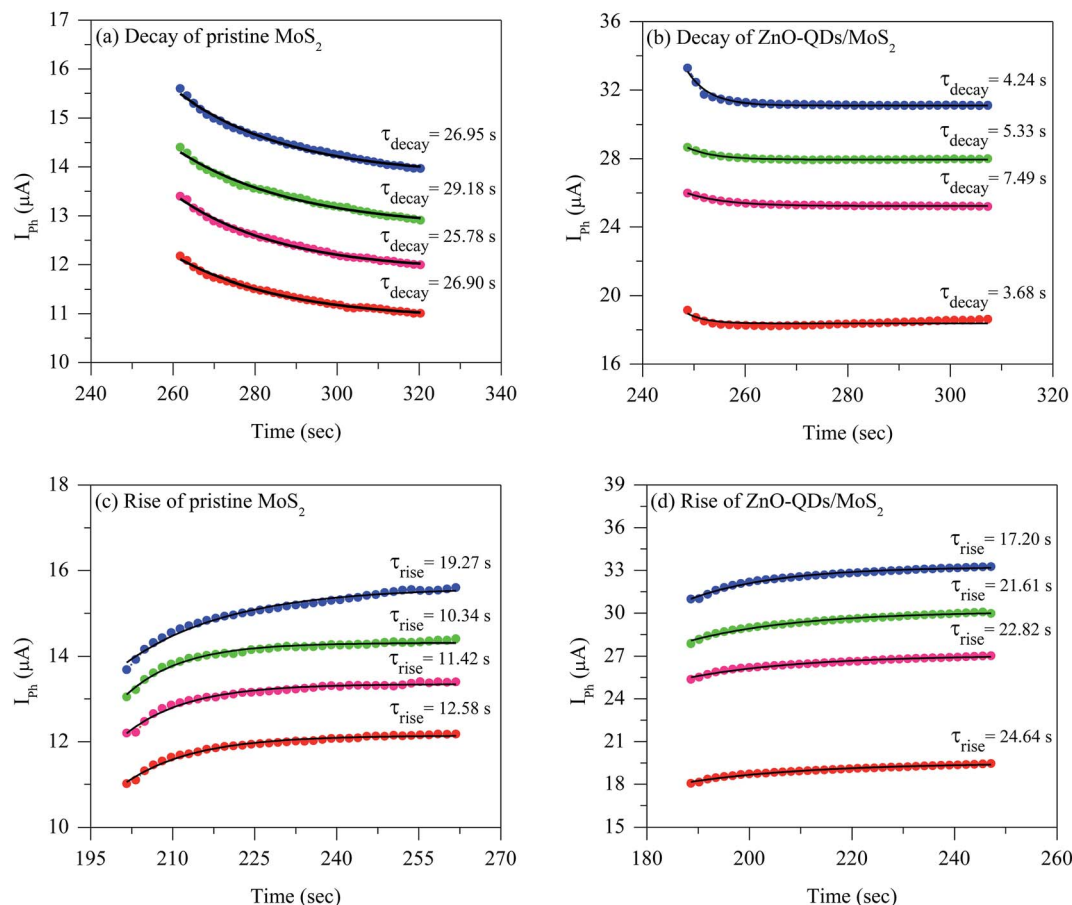 (a) Decay of pristine MoS2
17
16
15
14
13
12
11
10
IPh (μA)
τdecay= 26.95 s
τdecay= 29.18 s
τdecay= 25.78 s
τdecay= 26.90 s
240 260 280 300 320 340
Time (sec)
(b) Decay of ZnO-QDs/MoS2
36
32
28
24
20
16
IPh (μA)
τdecay= 4.24 s
τdecay= 5.33 s
τdecay= 7.49 s
τdecay= 3.68 s
240 260 280 300 320
Time (sec)
(c) Rise of pristine MoS2
18
16
14
12
10
IPh (μA)
τrise= 19.27 s
τrise= 10.34 s
τrise= 11.42 s
τrise= 12.58 s
195 210 225 240 255 270
Time (sec)
(d) Rise of ZnO-QDs/MoS2
39
36
33
30
27
24
21
18
15
IPh (μA)
τrise= 17.20 s
τrise= 21.61 s
τrise= 22.82 s
τrise= 24.64 s
180 200 220 240 260
Time (sec)